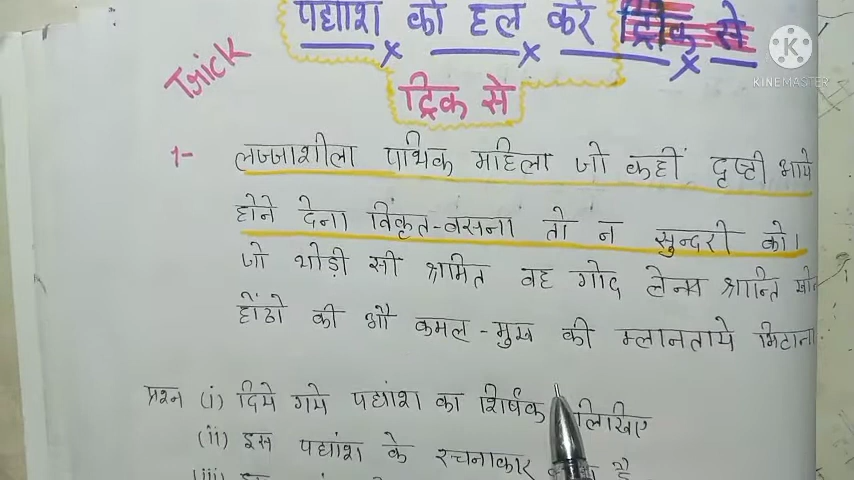 पद्यांश को हल करे ट्रिक से
KINEMASTER
Trick
ट्रिक से
1- लज्जाशीला पथिक महिला जो कहीं दृष्टी आये
होने देना विकृत-वसना तो न सुन्दरी को।
जो थोड़ी सी श्रमित वह गोद लेना श्रान्ति खोना
होंठो की औ कमल-मुख की म्लानताये मिटाना
प्रश्न (i) दिये गये पद्यांश का शिर्षक लिखिए
(ii) इस पद्यांश के रचनाकार है
(iii)